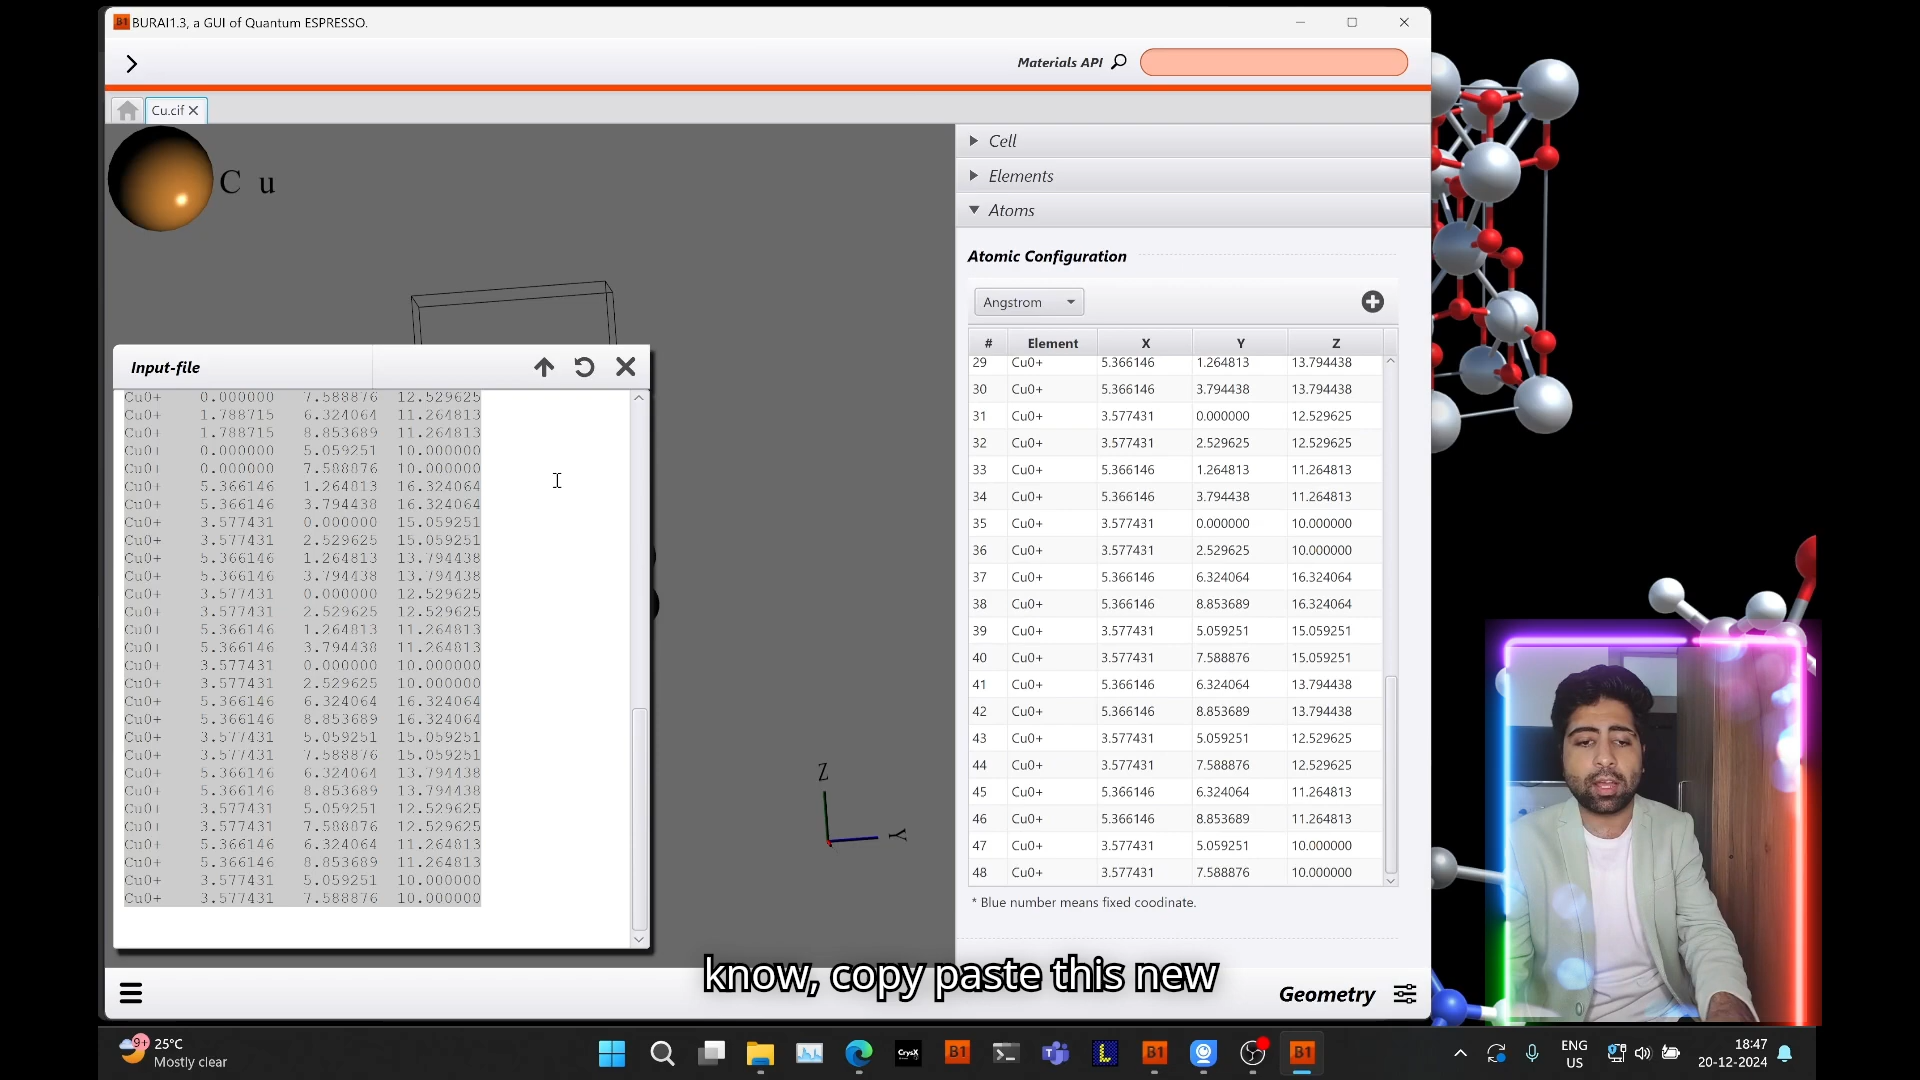 BURAI1.3, a GUI of Quantum ESPRESSO.
Materials API
Cu.cif
C u
Cell
Elements
Atoms
Atomic Configuration
Angstrom
# Element X Y Z
29 Cu0+ 5.366146 1.264813 13.794438
30 Cu0+ 5.366146 3.794438 13.794438
31 Cu0+ 3.577431 0.000000 12.529625
32 Cu0+ 3.577431 2.529625 12.529625
33 Cu0+ 5.366146 1.264813 11.264813
34 Cu0+ 5.366146 3.794438 11.264813
35 Cu0+ 3.577431 0.000000 10.000000
36 Cu0+ 3.577431 2.529625 10.000000
37 Cu0+ 5.366146 6.324064 16.324064
38 Cu0+ 5.366146 8.853689 16.324064
39 Cu0+ 3.577431 5.059251 15.059251
40 Cu0+ 3.577431 7.588876 15.059251
41 Cu0+ 5.366146 6.324064 13.794438
42 Cu0+ 5.366146 8.853689 13.794438
43 Cu0+ 3.577431 5.059251 12.529625
44 Cu0+ 3.577431 7.588876 12.529625
45 Cu0+ 5.366146 6.324064 11.264813
46 Cu0+ 5.366146 8.853689 11.264813
47 Cu0+ 3.577431 5.059251 10.000000
48 Cu0+ 3.577431 7.588876 10.000000
* Blue number means fixed coodinate.
Input-file
Cu0+ 0.000000 7.588876 12.529625
Cu0+ 1.788715 6.324064 11.264813
Cu0+ 1.788715 8.853689 11.264813
Cu0+ 0.000000 5.059251 10.000000
Cu0+ 0.000000 7.588876 10.000000
Cu0+ 5.366146 1.264813 16.324064
Cu0+ 5.366146 3.794438 16.324064
Cu0+ 3.577431 0.000000 15.059251
Cu0+ 3.577431 2.529625 15.059251
Cu0+ 5.366146 1.264813 13.794438
Cu0+ 5.366146 3.794438 13.794438
Cu0+ 3.577431 0.000000 12.529625
Cu0+ 3.577431 2.529625 12.529625
Cu0+ 5.366146 1.264813 11.264813
Cu0+ 5.366146 3.794438 11.264813
Cu0+ 3.577431 0.000000 10.000000
Cu0+ 3.577431 2.529625 10.000000
Cu0+ 5.366146 6.324064 16.324064
Cu0+ 5.366146 8.853689 16.324064
Cu0+ 3.577431 5.059251 15.059251
Cu0+ 3.577431 7.588876 15.059251
Cu0+ 5.366146 6.324064 13.794438
Cu0+ 5.366146 8.853689 13.794438
Cu0+ 3.577431 5.059251 12.529625
Cu0+ 3.577431 7.588876 12.529625
Cu0+ 5.366146 6.324064 11.264813
Cu0+ 5.366146 8.853689 11.264813
Cu0+ 3.577431 5.059251 10.000000
Cu0+ 3.577431 7.588876 10.000000
Z
Y
know, copy paste this new
Geometry
9+
25°C
Mostly clear
CrysX
B1
L
B1
B1
ENG
US
18:47
20-12-2024